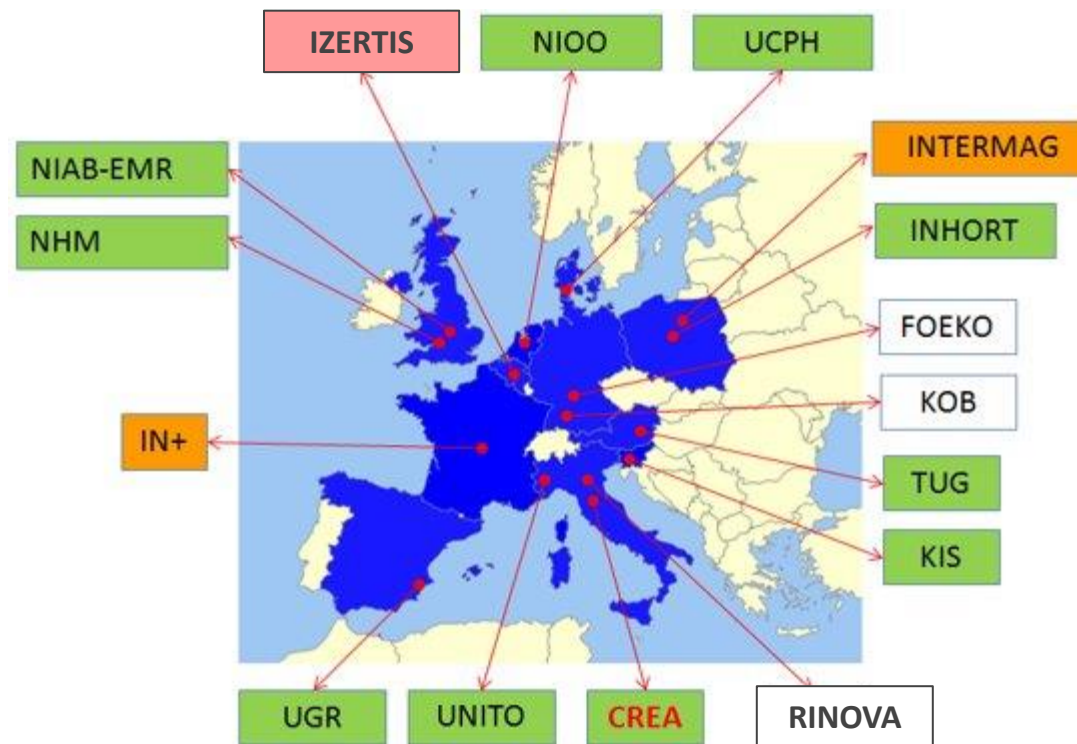 IZERTIS
NIOO
UCPH
INTERMAG
NIAB-EMR
NHM
INHORT
FOEKO
KOB
IN+
TUG
KIS
UGR
UNITO
CREA
RINOVA